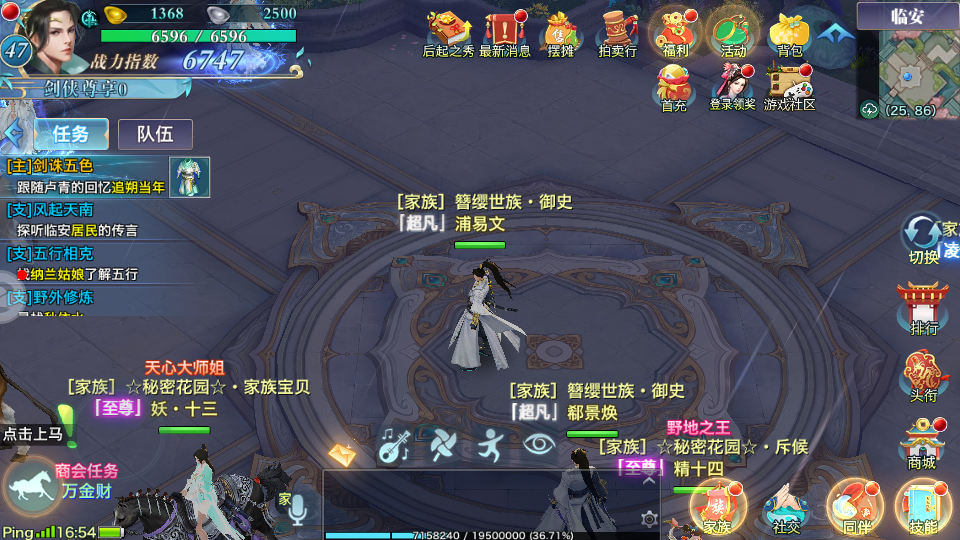 47
1368
2500
6596 / 6596
战力指数 6747
剑侠尊享0
后起之秀
最新消息
摆摊
拍卖行
福利
活动
背包
首充
登录领奖
游戏社区
临安
(25, 86)
任务
队伍
[主]剑诛五色
跟随卢青的回忆追朔当年
[支]风起天南
探听临安居民的传言
[支]五行相克
找纳兰姑娘了解五行
[支]野外修炼
[家族] 簪缨世族·御史
「超凡」浦易文
切换
排行
头衔
商城
天心大师姐
[家族] ☆秘密花园☆·家族宝贝
「至尊」妖·十三
[家族] 簪缨世族·御史
「超凡」郗景焕
野地之王
[家族] ☆秘密花园☆·斥候
「至尊」精十四
点击上马
商会任务
万金财
家
家族
社交
同伴
技能
Ping 16:54
7158240 / 19500000 (36.71%)